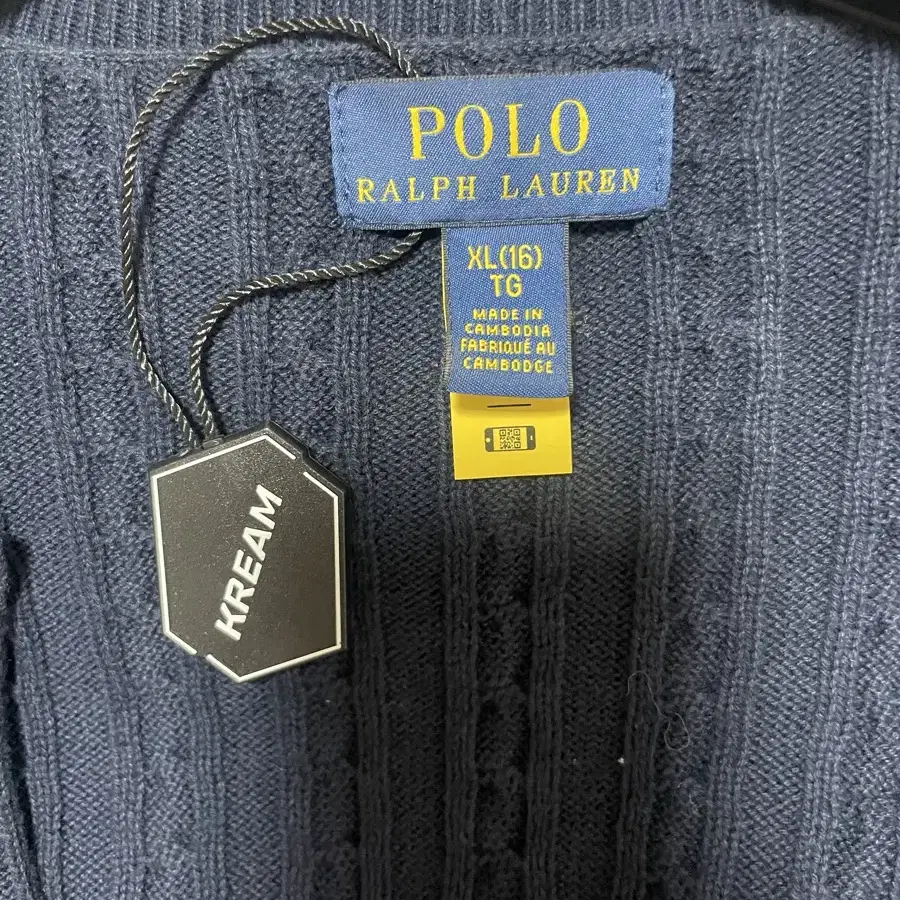 POLO
RALPH LAUREN
XL(16)
TG
MADE IN
CAMBODIA
FABRIQUÉ AU
CAMBODGE
KREAM